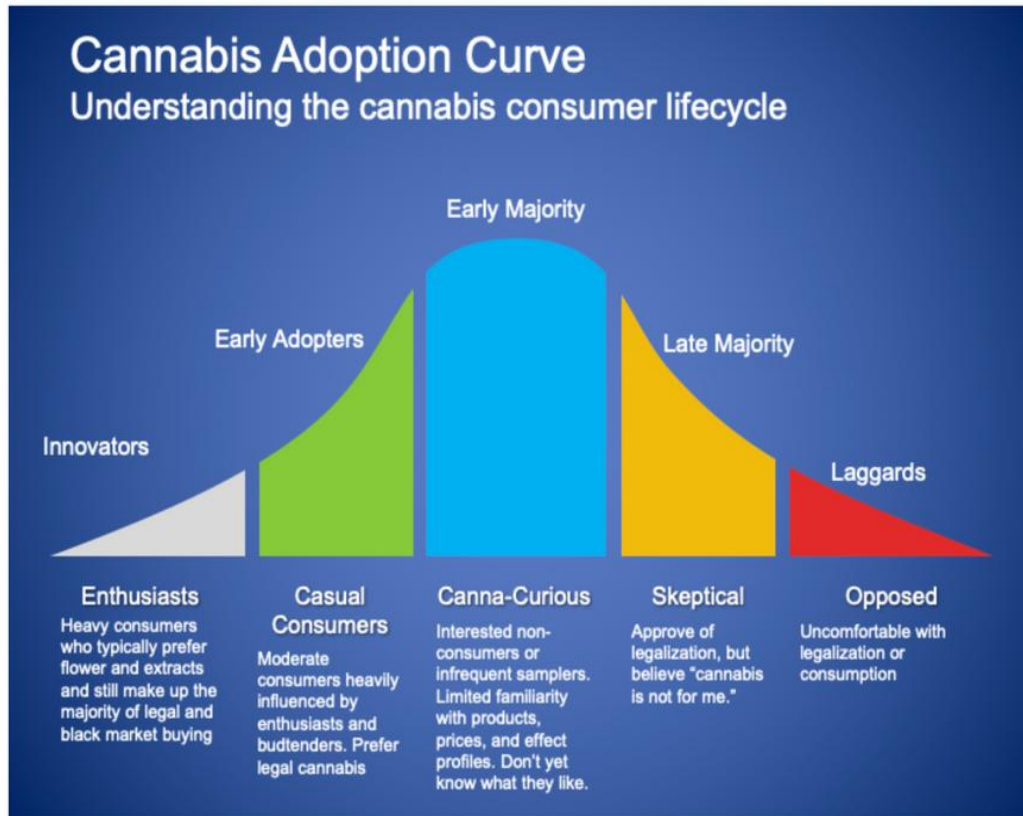 Cannabis Adoption Curve
Understanding the cannabis consumer lifecycle
Early Majority
Early Adopters
Late Majority
Innovators
Laggards
Enthusiasts
Heavy consumers
who typically prefer
flower and extracts
and still make up the
majority of legal and
black market buying
Casual
Consumers
Moderate
consumers heavily
influenced by
enthusiasts and
budtenders. Prefer
legal cannabis
Canna-Curious
Interested non-
consumers or
infrequent samplers.
Limited familiarity
with products,
prices, and effect
profiles. Don't yet
know what they like.
Skeptical
Approve of
legalization, but
believe “cannabis
is not for me.”
Opposed
Uncomfortable with
legalization or
consumption